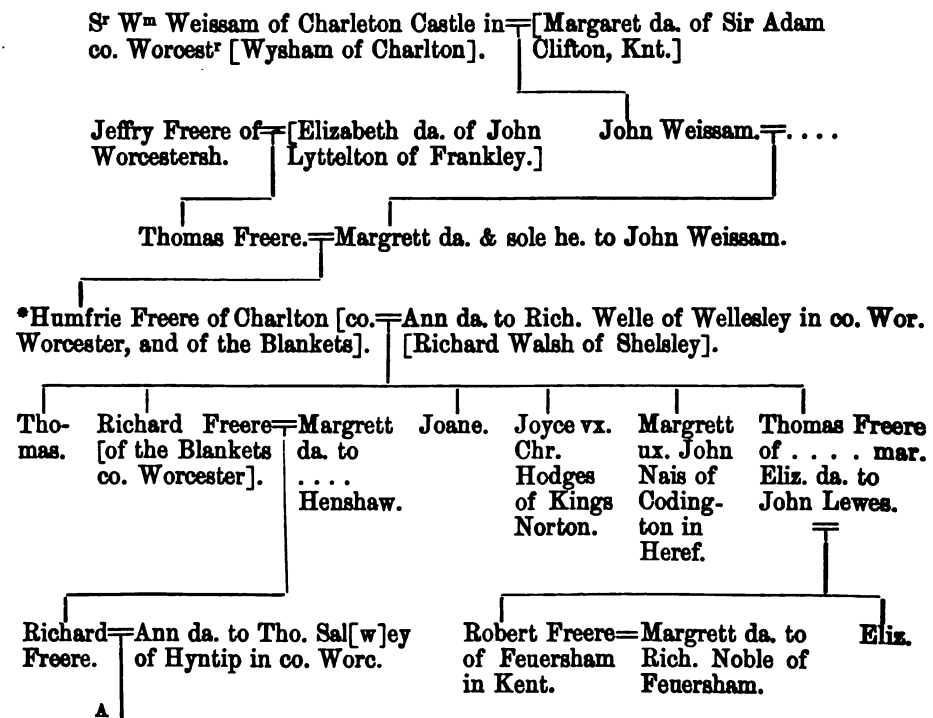 Sr Wm Weissam of Charleton Castle in=[Margaret da. of Sir Adam
co. Worcestr [Wysham of Charlton]. Clifton, Knt.]
Jeffry Freere of=[Elizabeth da. of John
Worcestersh. Lyttelton of Frankley.]
John Weissam.=. . . .
Thomas Freere.=Margrett da. & sole he. to John Weissam.
*Humfrie Freere of Charlton [co.=Ann da. to Rich. Welle of Wellesley in co. Wor.
Worcester, and of the Blankets]. [Richard Walsh of Shelsley].
Tho-
mas.
Richard Freere=Margrett
[of the Blankets da. to
co. Worcester]. . . . .
Henshaw.
Joane.
Joyce vx.
Chr.
Hodges
of Kings
Norton.
Margrett
ux. John
Nais of
Coding-
ton in
Heref.
Thomas Freere
of . . . . mar.
Eliz. da. to
John Lewes.
=
Richard=Ann da. to Tho. Sal[w]ey
Freere. of Hyntip in co. Worc.
A
Robert Freere=Margrett da. to
of Feuersham Rich. Noble of
in Kent. Feuersham.
Eliz.